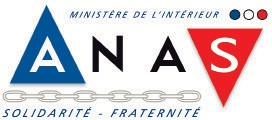 MINISTÈRE DE L'INTÉRIEUR
ANAS
SOLIDARITÉ - FRATERNITÉ